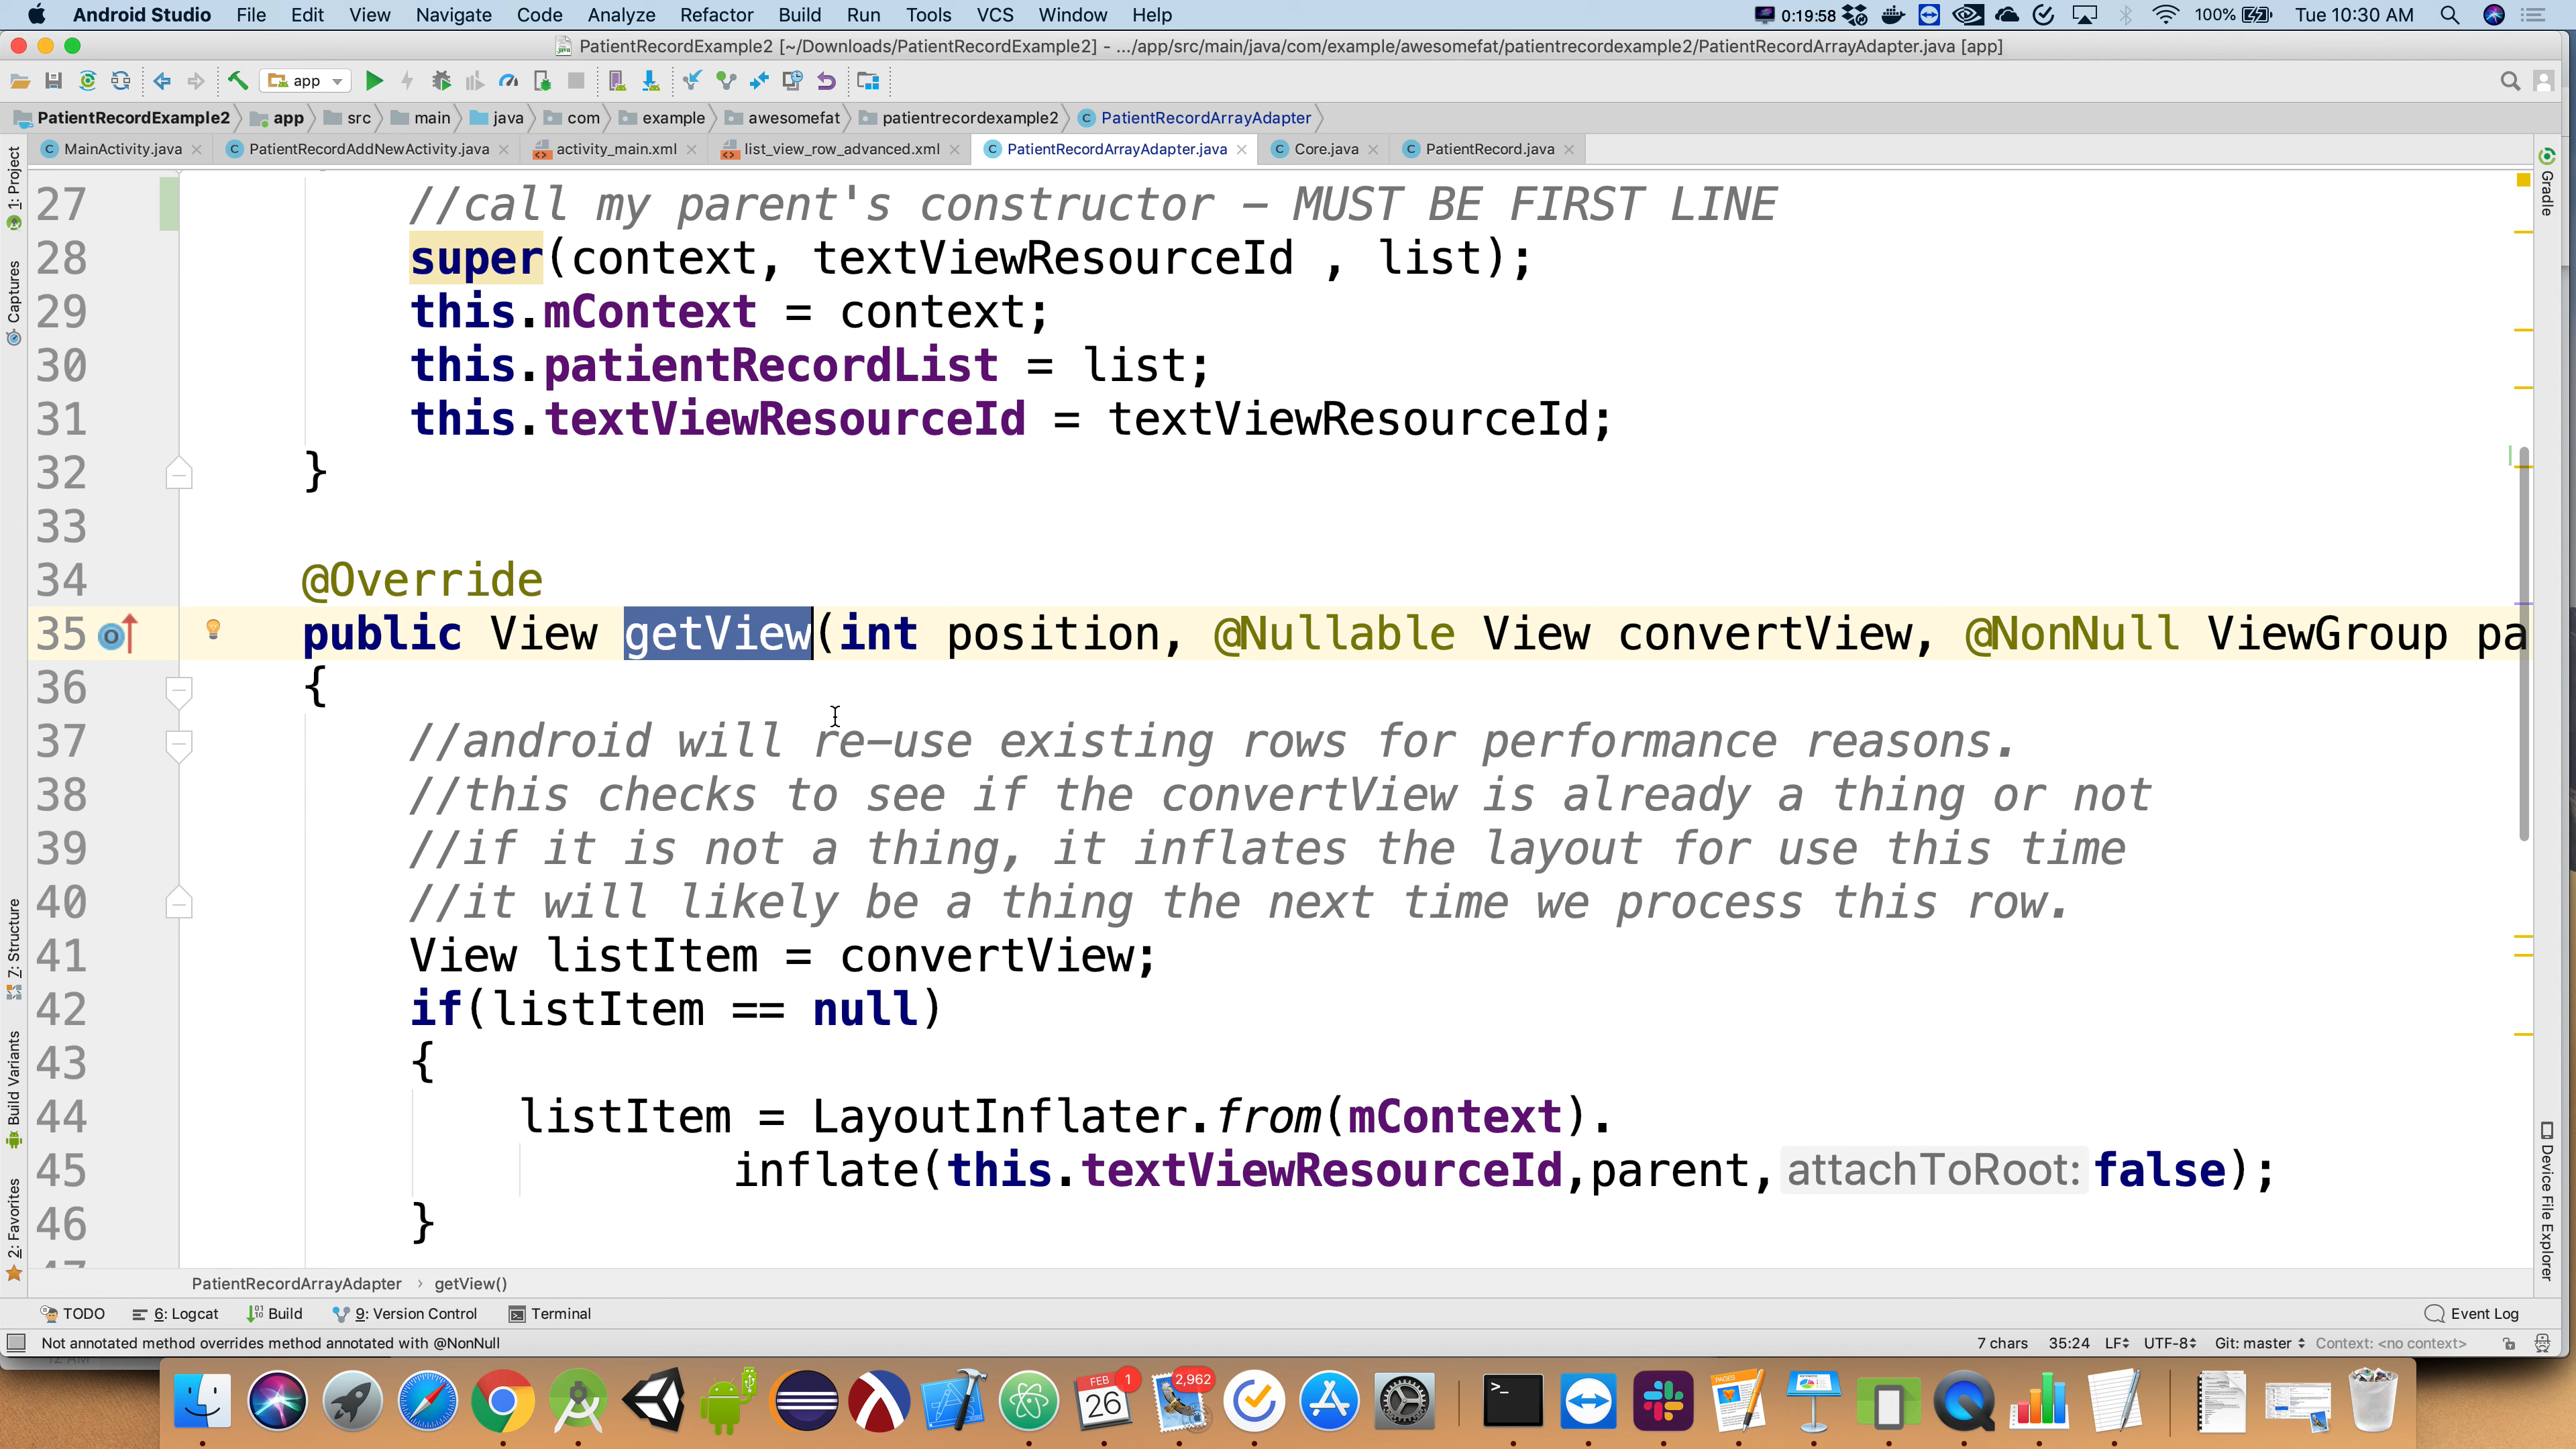 Android Studio File Edit View Navigate Code Analyze Refactor Build Run Tools VCS Window Help 0:19:58 100% Tue 10:30 AM
PatientRecordExample2 [~/Downloads/PatientRecordExample2] - .../app/src/main/java/com/example/awesomefat/patientrecordexample2/PatientRecordArrayAdapter.java [app]
app
PatientRecordExample2 app src main java com example awesomefat patientrecordexample2 PatientRecordArrayAdapter
MainActivity.java PatientRecordAddNewActivity.java activity_main.xml list_view_row_advanced.xml PatientRecordArrayAdapter.java Core.java PatientRecord.java
1: Project
Captures
7: Structure
Build Variants
2: Favorites
Gradle
Device File Explorer
27 //call my parent's constructor - MUST BE FIRST LINE
28 super(context, textViewResourceId , list);
29 this.mContext = context;
30 this.patientRecordList = list;
31 this.textViewResourceId = textViewResourceId;
32 }
33
34 @Override
35 public View getView(int position, @Nullable View convertView, @NonNull ViewGroup pa
36 {
37 //android will re-use existing rows for performance reasons.
38 //this checks to see if the convertView is already a thing or not
39 //if it is not a thing, it inflates the layout for use this time
40 //it will likely be a thing the next time we process this row.
41 View listItem = convertView;
42 if(listItem == null)
43 {
44 listItem = LayoutInflater.from(mContext).
45 inflate(this.textViewResourceId,parent, attachToRoot: false);
46 }
47
PatientRecordArrayAdapter › getView()
TODO 6: Logcat Build 9: Version Control Terminal Event Log
Not annotated method overrides method annotated with @NonNull 7 chars 35:24 LF UTF-8 Git: master Context: <no context>
12 AM
FEB 26 1 2,962 PAGES